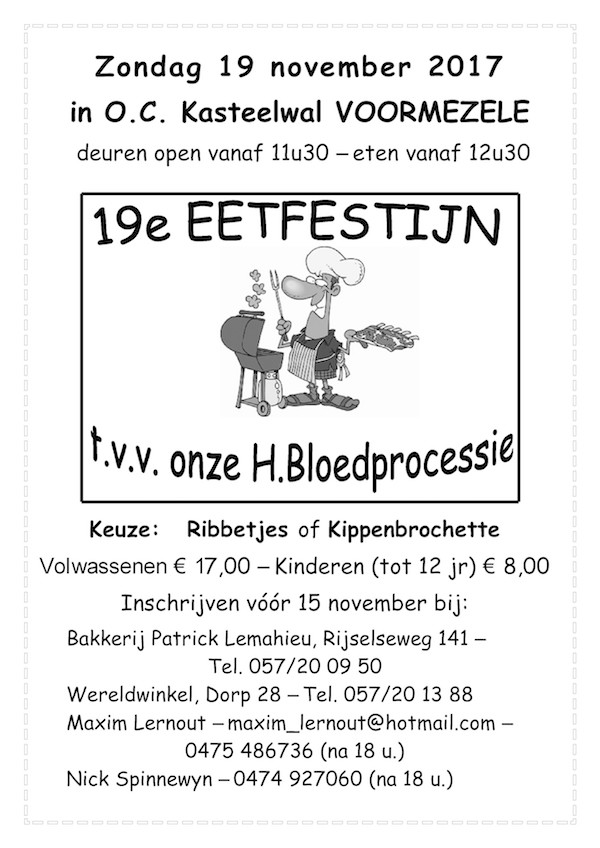 Zondag 19 november 2017
in O.C. Kasteelwal VOORMEZELE
deuren open vanaf 11u30 – eten vanaf 12u30
19e EETFESTIJN
t.v.v. onze H.Bloedprocessie
Keuze: Ribbetjes of Kippenbrochette
Volwassenen € 17,00 – Kinderen (tot 12 jr) € 8,00
Inschrijven vóór 15 november bij:
Bakkerij Patrick Lemahieu, Rijselseweg 141 –
Tel. 057/20 09 50
Wereldwinkel, Dorp 28 – Tel. 057/20 13 88
Maxim Lernout – maxim_lernout@hotmail.com –
0475 486736 (na 18 u.)
Nick Spinnewyn – 0474 927060 (na 18 u.)